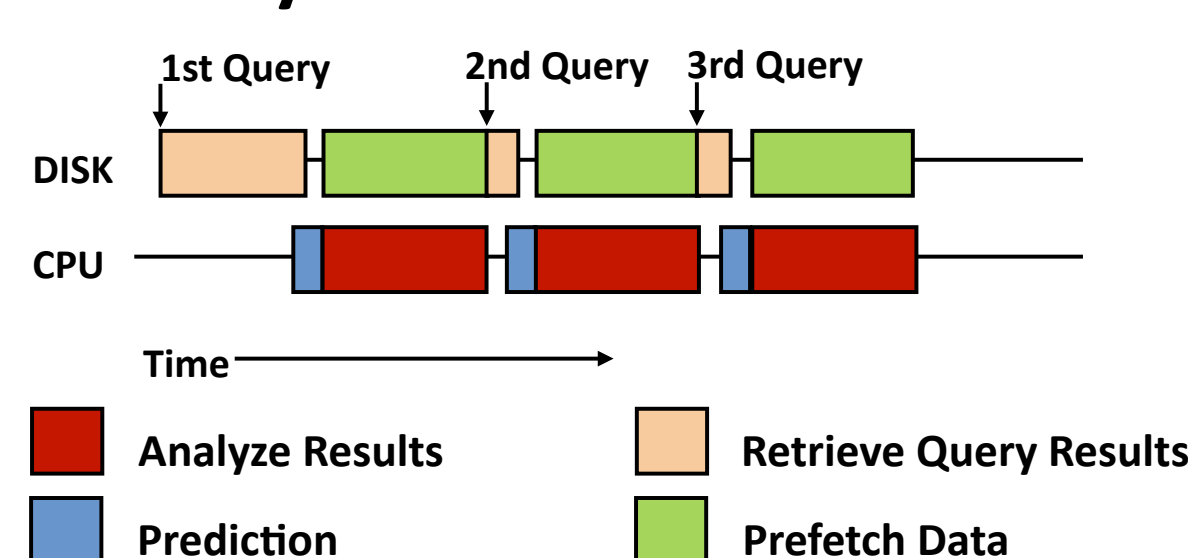 1st Query 2nd Query 3rd Query
DISK
CPU
Time
Analyze Results Retrieve Query Results
Prediction Prefetch Data